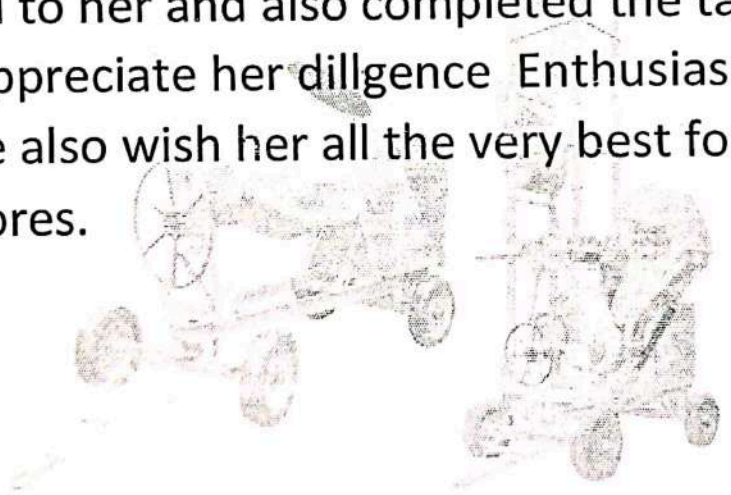 to her and also completed the ta
ppreciate her dillgence Enthusias
also wish her all the very best fo
ores.